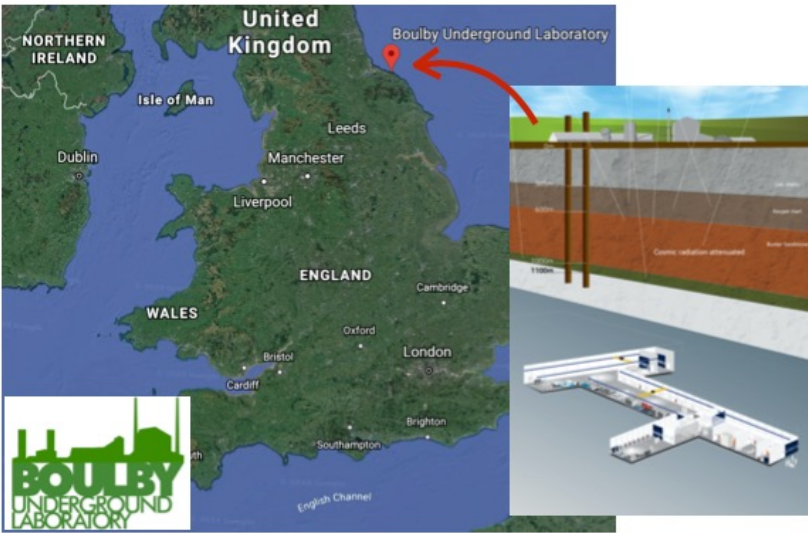 United
Kingdom
Boulby Underground Laboratory
NORTHERN
IRELAND
Isle of Man
Leeds
Dublin
Manchester
Liverpool
ENGLAND
Cambridge
WALES
Oxford
London
Bristol
Cardiff
Brighton
Southampton
English Channel
BOULBY
UNDERGROUND
LABORATORY
Cosmic radiation attenuated
1100m